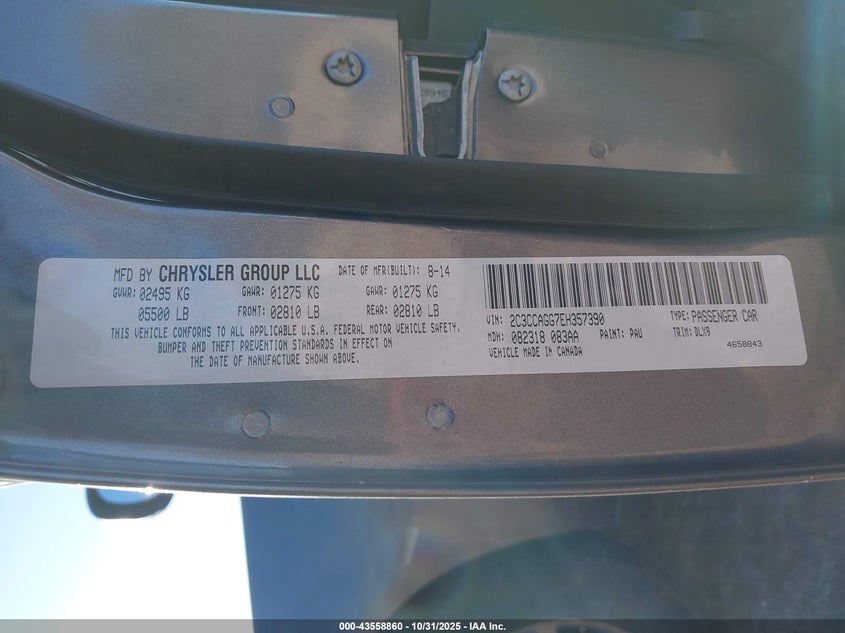 MFD BY CHRYSLER GROUP LLC DATE OF MFR(BUILT): 8-14
GVWR: 02495 KG GAWR: 01275 KG GAWR: 01275 KG
05500 LB FRONT: 02810 LB REAR: 02810 LB
THIS VEHICLE CONFORMS TO ALL APPLICABLE U.S.A. FEDERAL MOTOR VEHICLE SAFETY,
BUMPER AND THEFT PREVENTION STANDARDS IN EFFECT ON
THE DATE OF MANUFACTURE SHOWN ABOVE.
VIN: 2C3CCAGG7EH357390 TYPE: PASSENGER CAR
MDH: 082318 083AA PAINT: PAU TRIM: DLX9
VEHICLE MADE IN CANADA 4658843
000-43558860 - 10/31/2025 - IAA Inc.